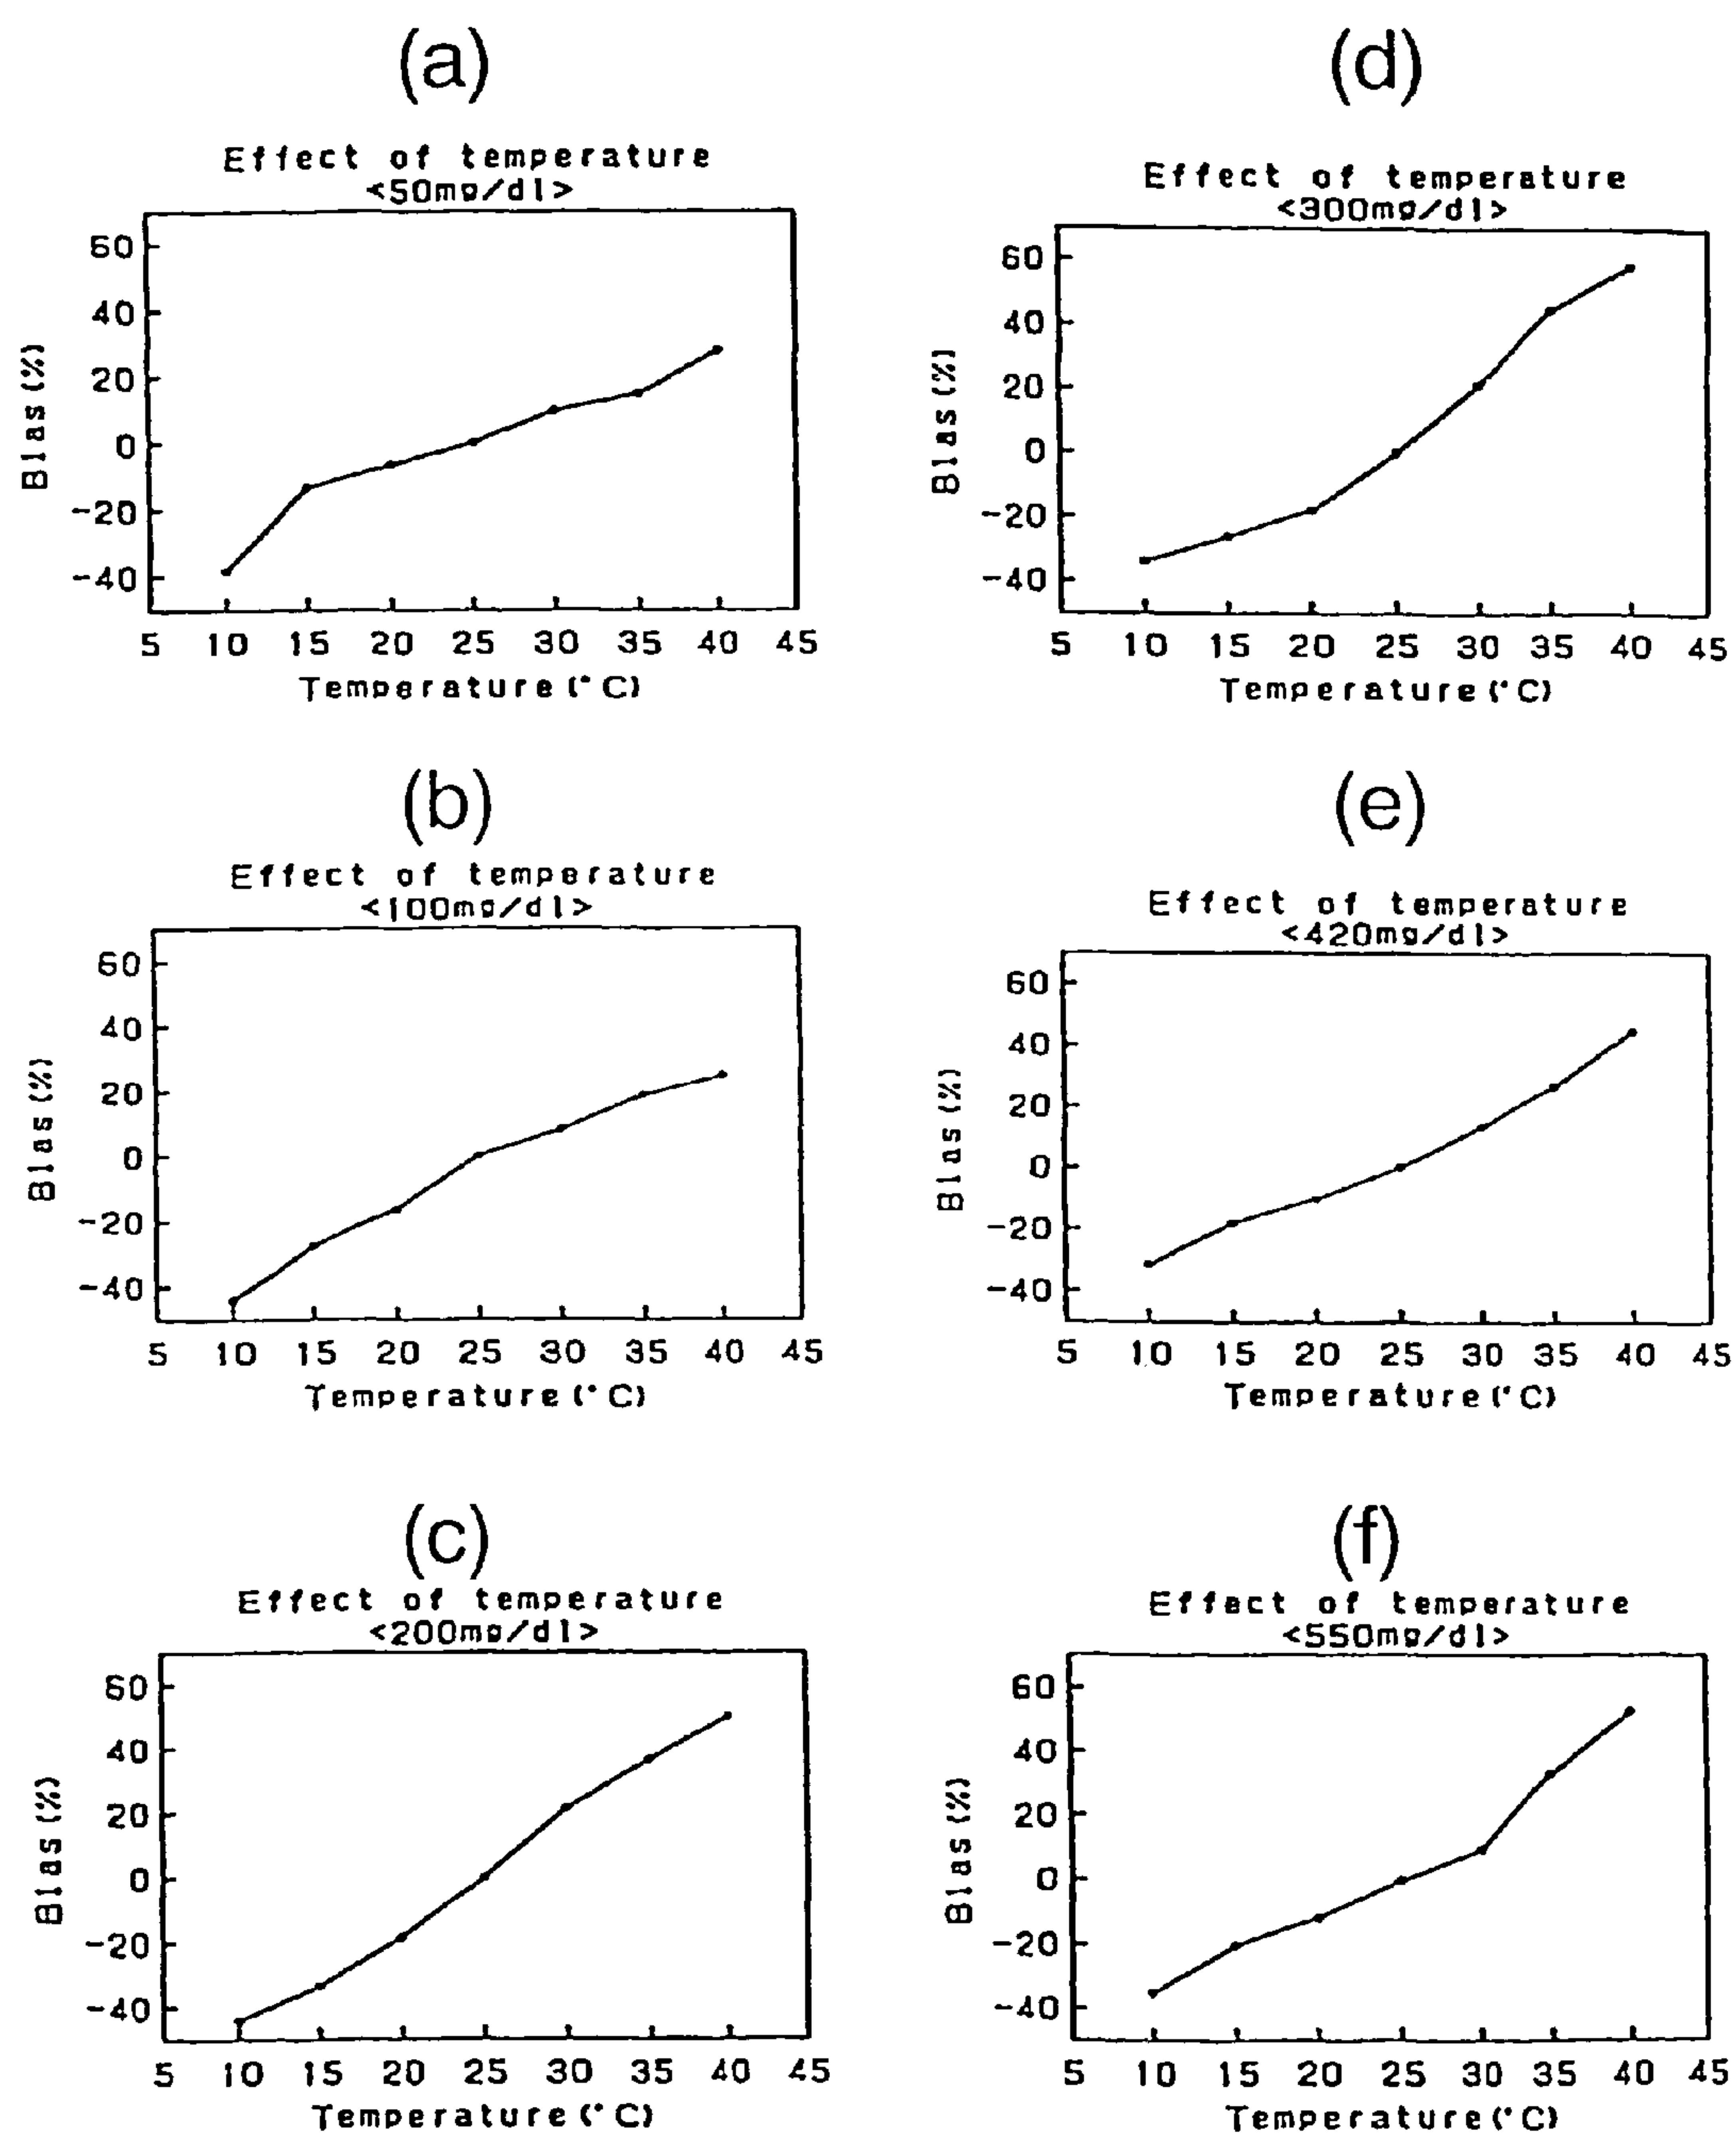 (a)
Effect of temperature
<50mg/dl>
60
40
20
0
-20
-40
Bias (%)
5 10 15 20 25 30 35 40 45
Temperature (°C)
(b)
Effect of temperature
<100mg/dl>
60
40
20
0
-20
-40
Bias (%)
5 10 15 20 25 30 35 40 45
Temperature (°C)
(c)
Effect of temperature
<200mg/dl>
60
40
20
0
-20
-40
Bias (%)
5 10 15 20 25 30 35 40 45
Temperature (°C)
(d)
Effect of temperature
<300mg/dl>
60
40
20
0
-20
-40
Bias (%)
5 10 15 20 25 30 35 40 45
Temperature (°C)
(e)
Effect of temperature
<420mg/dl>
60
40
20
0
-20
-40
Bias (%)
5 10 15 20 25 30 35 40 45
Temperature (°C)
(f)
Effect of temperature
<550mg/dl>
60
40
20
0
-20
-40
Bias (%)
5 10 15 20 25 30 35 40 45
Temperature (°C)